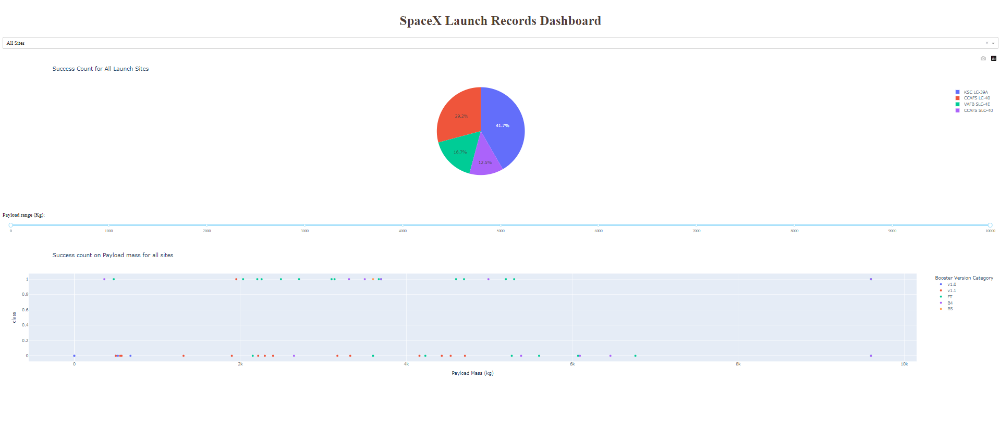 SpaceX Launch Records Dashboard
All Sites
Success Count for All Launch Sites
KSC LC-39A
CCAFS LC-40
VAFB SLC-4E
CCAFS SLC-40
29.2%
41.7%
16.7%
12.5%
Payload range (Kg):
0 1000 2000 3000 4000 5000 6000 7000 8000 9000 10000
Success count on Payload mass for all sites
Booster Version Category
v1.0
v1.1
FT
B4
B5
class
1
0.8
0.6
0.4
0.2
0
0 2k 4k 6k 8k 10k
Payload Mass (kg)